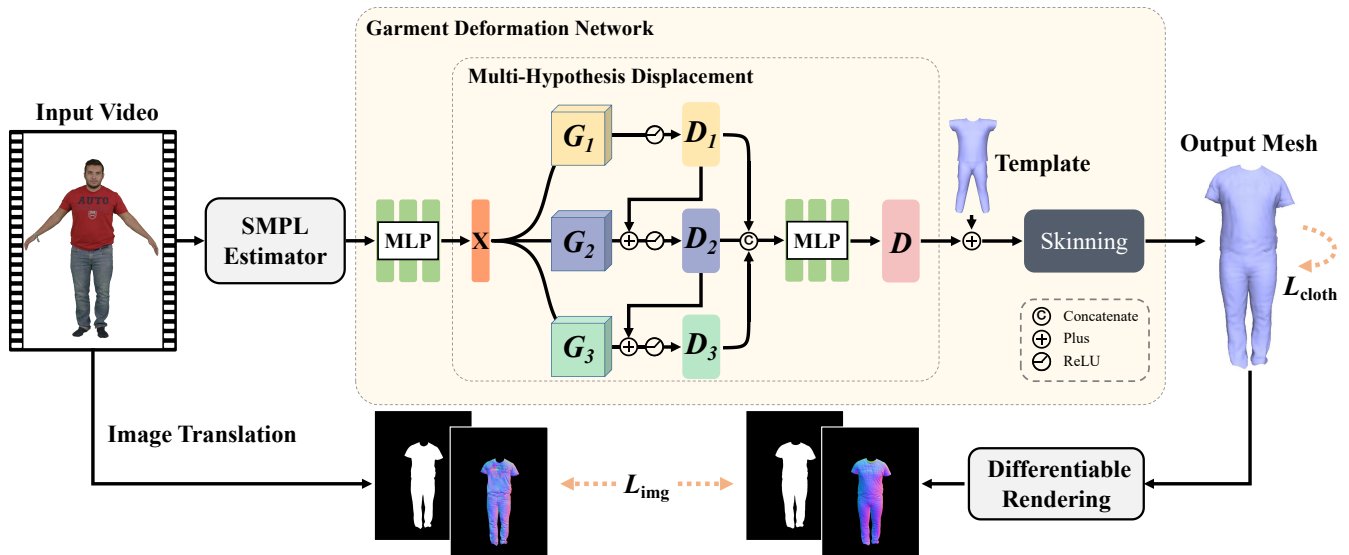 Garment Deformation Network
Multi-Hypothesis Displacement
Input Video
AUTO
SMPL
Estimator
MLP
X
G1
D1
G2
D2
G3
D3
C
MLP
D
Template
Skinning
Output Mesh
Lcloth
C Concatenate
Plus
ReLU
Image Translation
Limg
Differentiable
Rendering